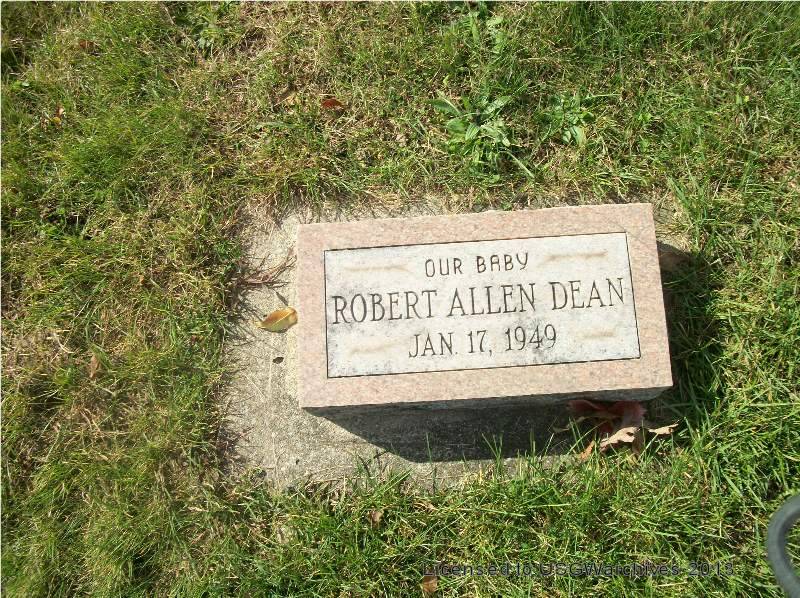 OUR BABY
ROBERT ALLEN DEAN
JAN. 17, 1949
Licensed to USGWarchives 2013